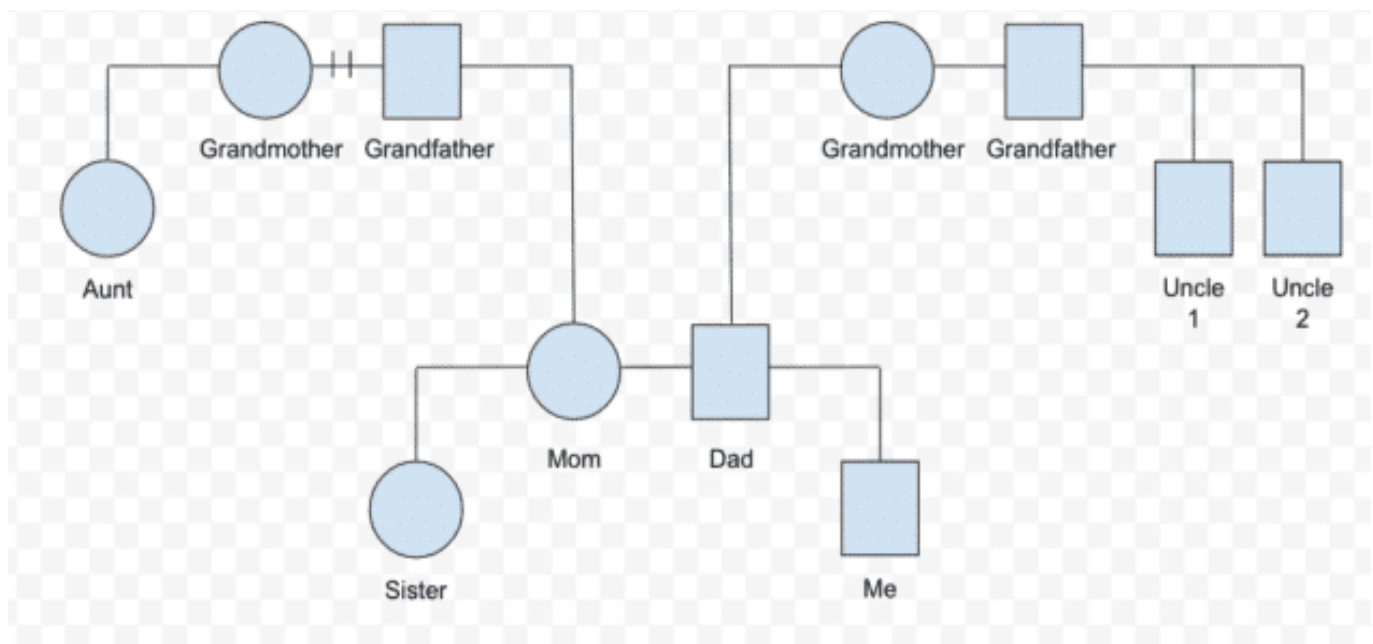 Grandmother Grandfather Grandmother Grandfather
Aunt Uncle Uncle
1 2
Mom Dad
Sister Me